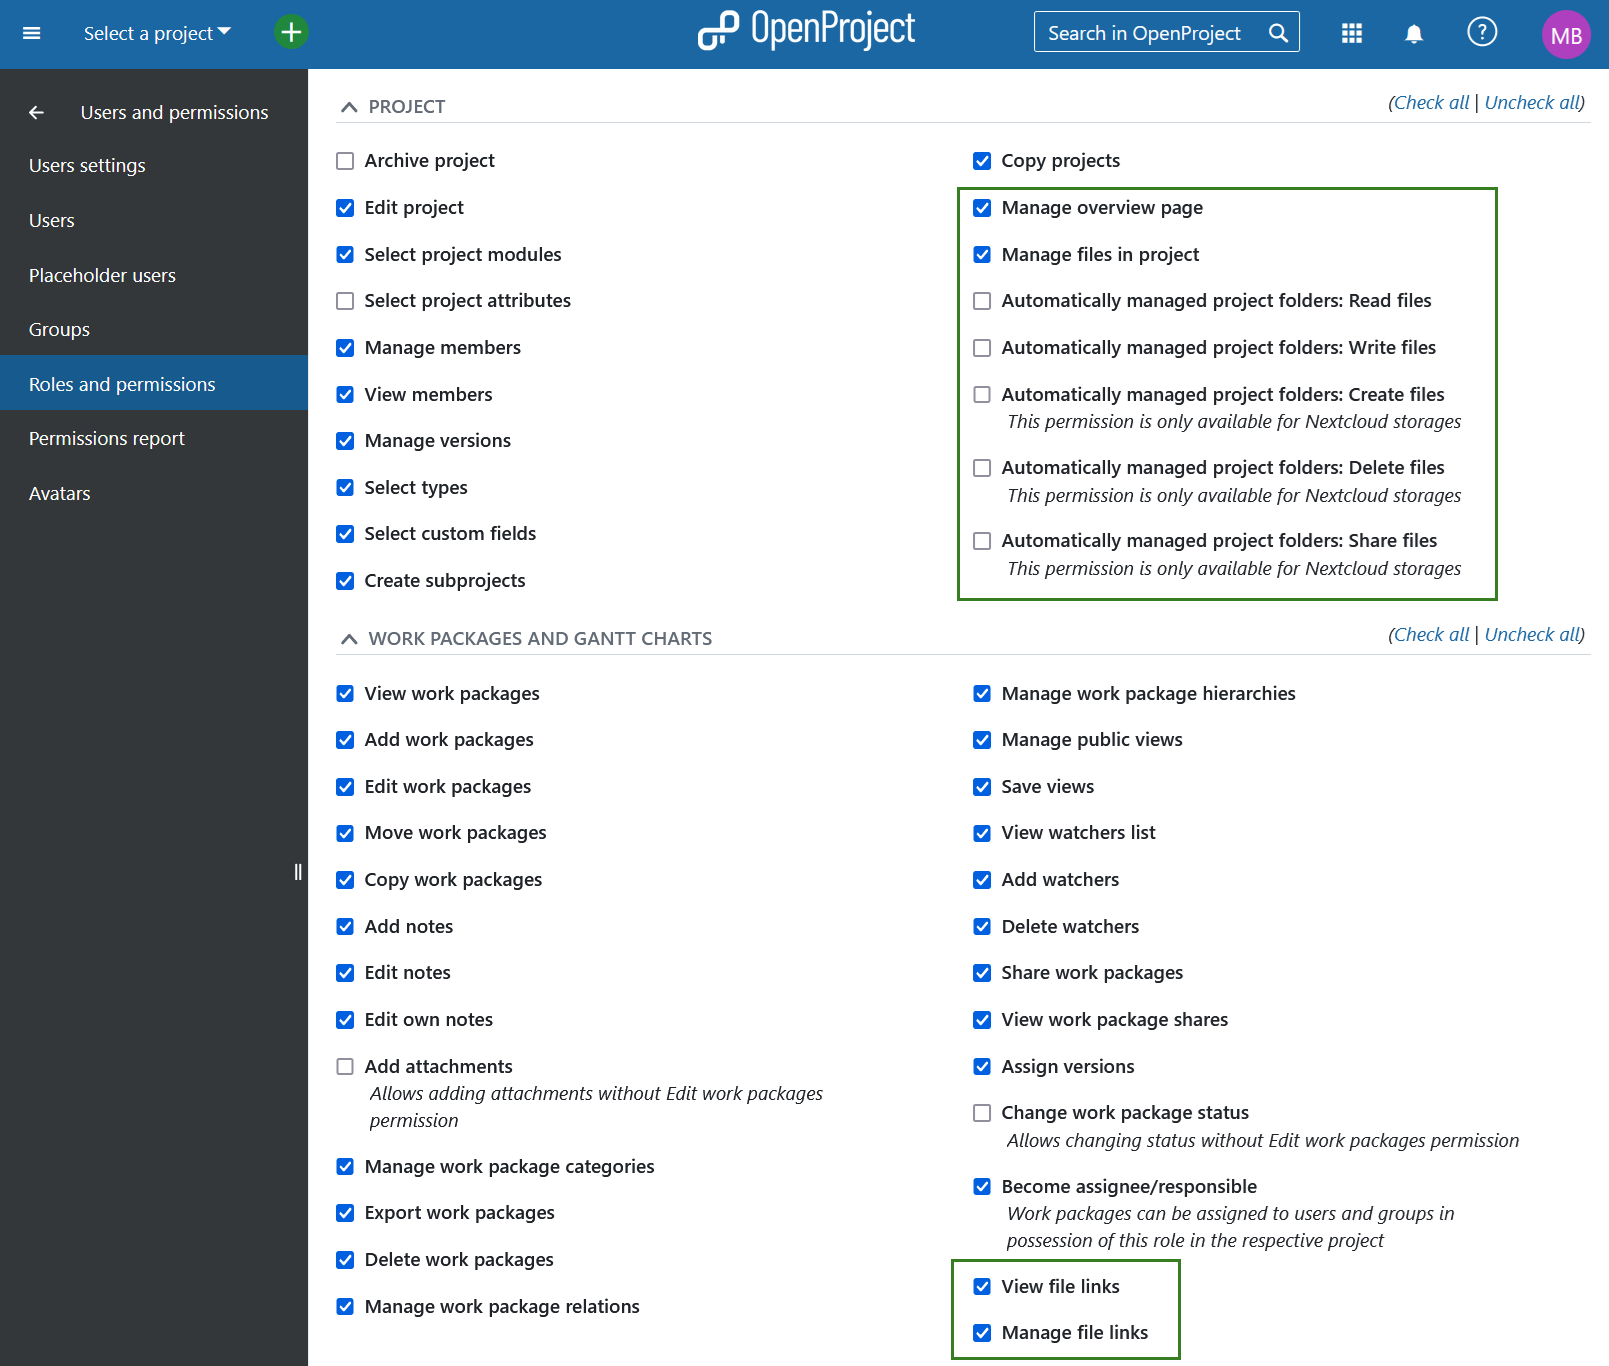 Select a project
OpenProject
Search in OpenProject
?
MB
Users and permissions
Users settings
Users
Placeholder users
Groups
Roles and permissions
Permissions report
Avatars
PROJECT
(Check all | Uncheck all)
Archive project
Edit project
Select project modules
Select project attributes
Manage members
View members
Manage versions
Select types
Select custom fields
Create subprojects
Copy projects
Manage overview page
Manage files in project
Automatically managed project folders: Read files
Automatically managed project folders: Write files
Automatically managed project folders: Create files
This permission is only available for Nextcloud storages
Automatically managed project folders: Delete files
This permission is only available for Nextcloud storages
Automatically managed project folders: Share files
This permission is only available for Nextcloud storages
WORK PACKAGES AND GANTT CHARTS
(Check all | Uncheck all)
View work packages
Add work packages
Edit work packages
Move work packages
Copy work packages
Add notes
Edit notes
Edit own notes
Add attachments
Allows adding attachments without Edit work packages
permission
Manage work package categories
Export work packages
Delete work packages
Manage work package relations
Manage work package hierarchies
Manage public views
Save views
View watchers list
Add watchers
Delete watchers
Share work packages
View work package shares
Assign versions
Change work package status
Allows changing status without Edit work packages permission
Become assignee/responsible
Work packages can be assigned to users and groups in
possession of this role in the respective project
View file links
Manage file links